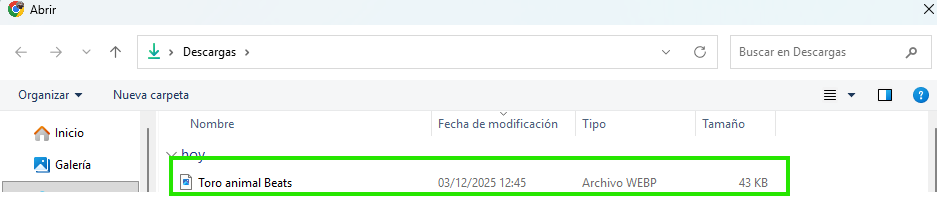 Abrir
Descargas
Buscar en Descargas
Organizar
Nueva carpeta
Nombre Fecha de modificación Tipo Tamaño
Inicio
hoy
Galería
Toro animal Beats 03/12/2025 12:45 Archivo WEBP 43 KB